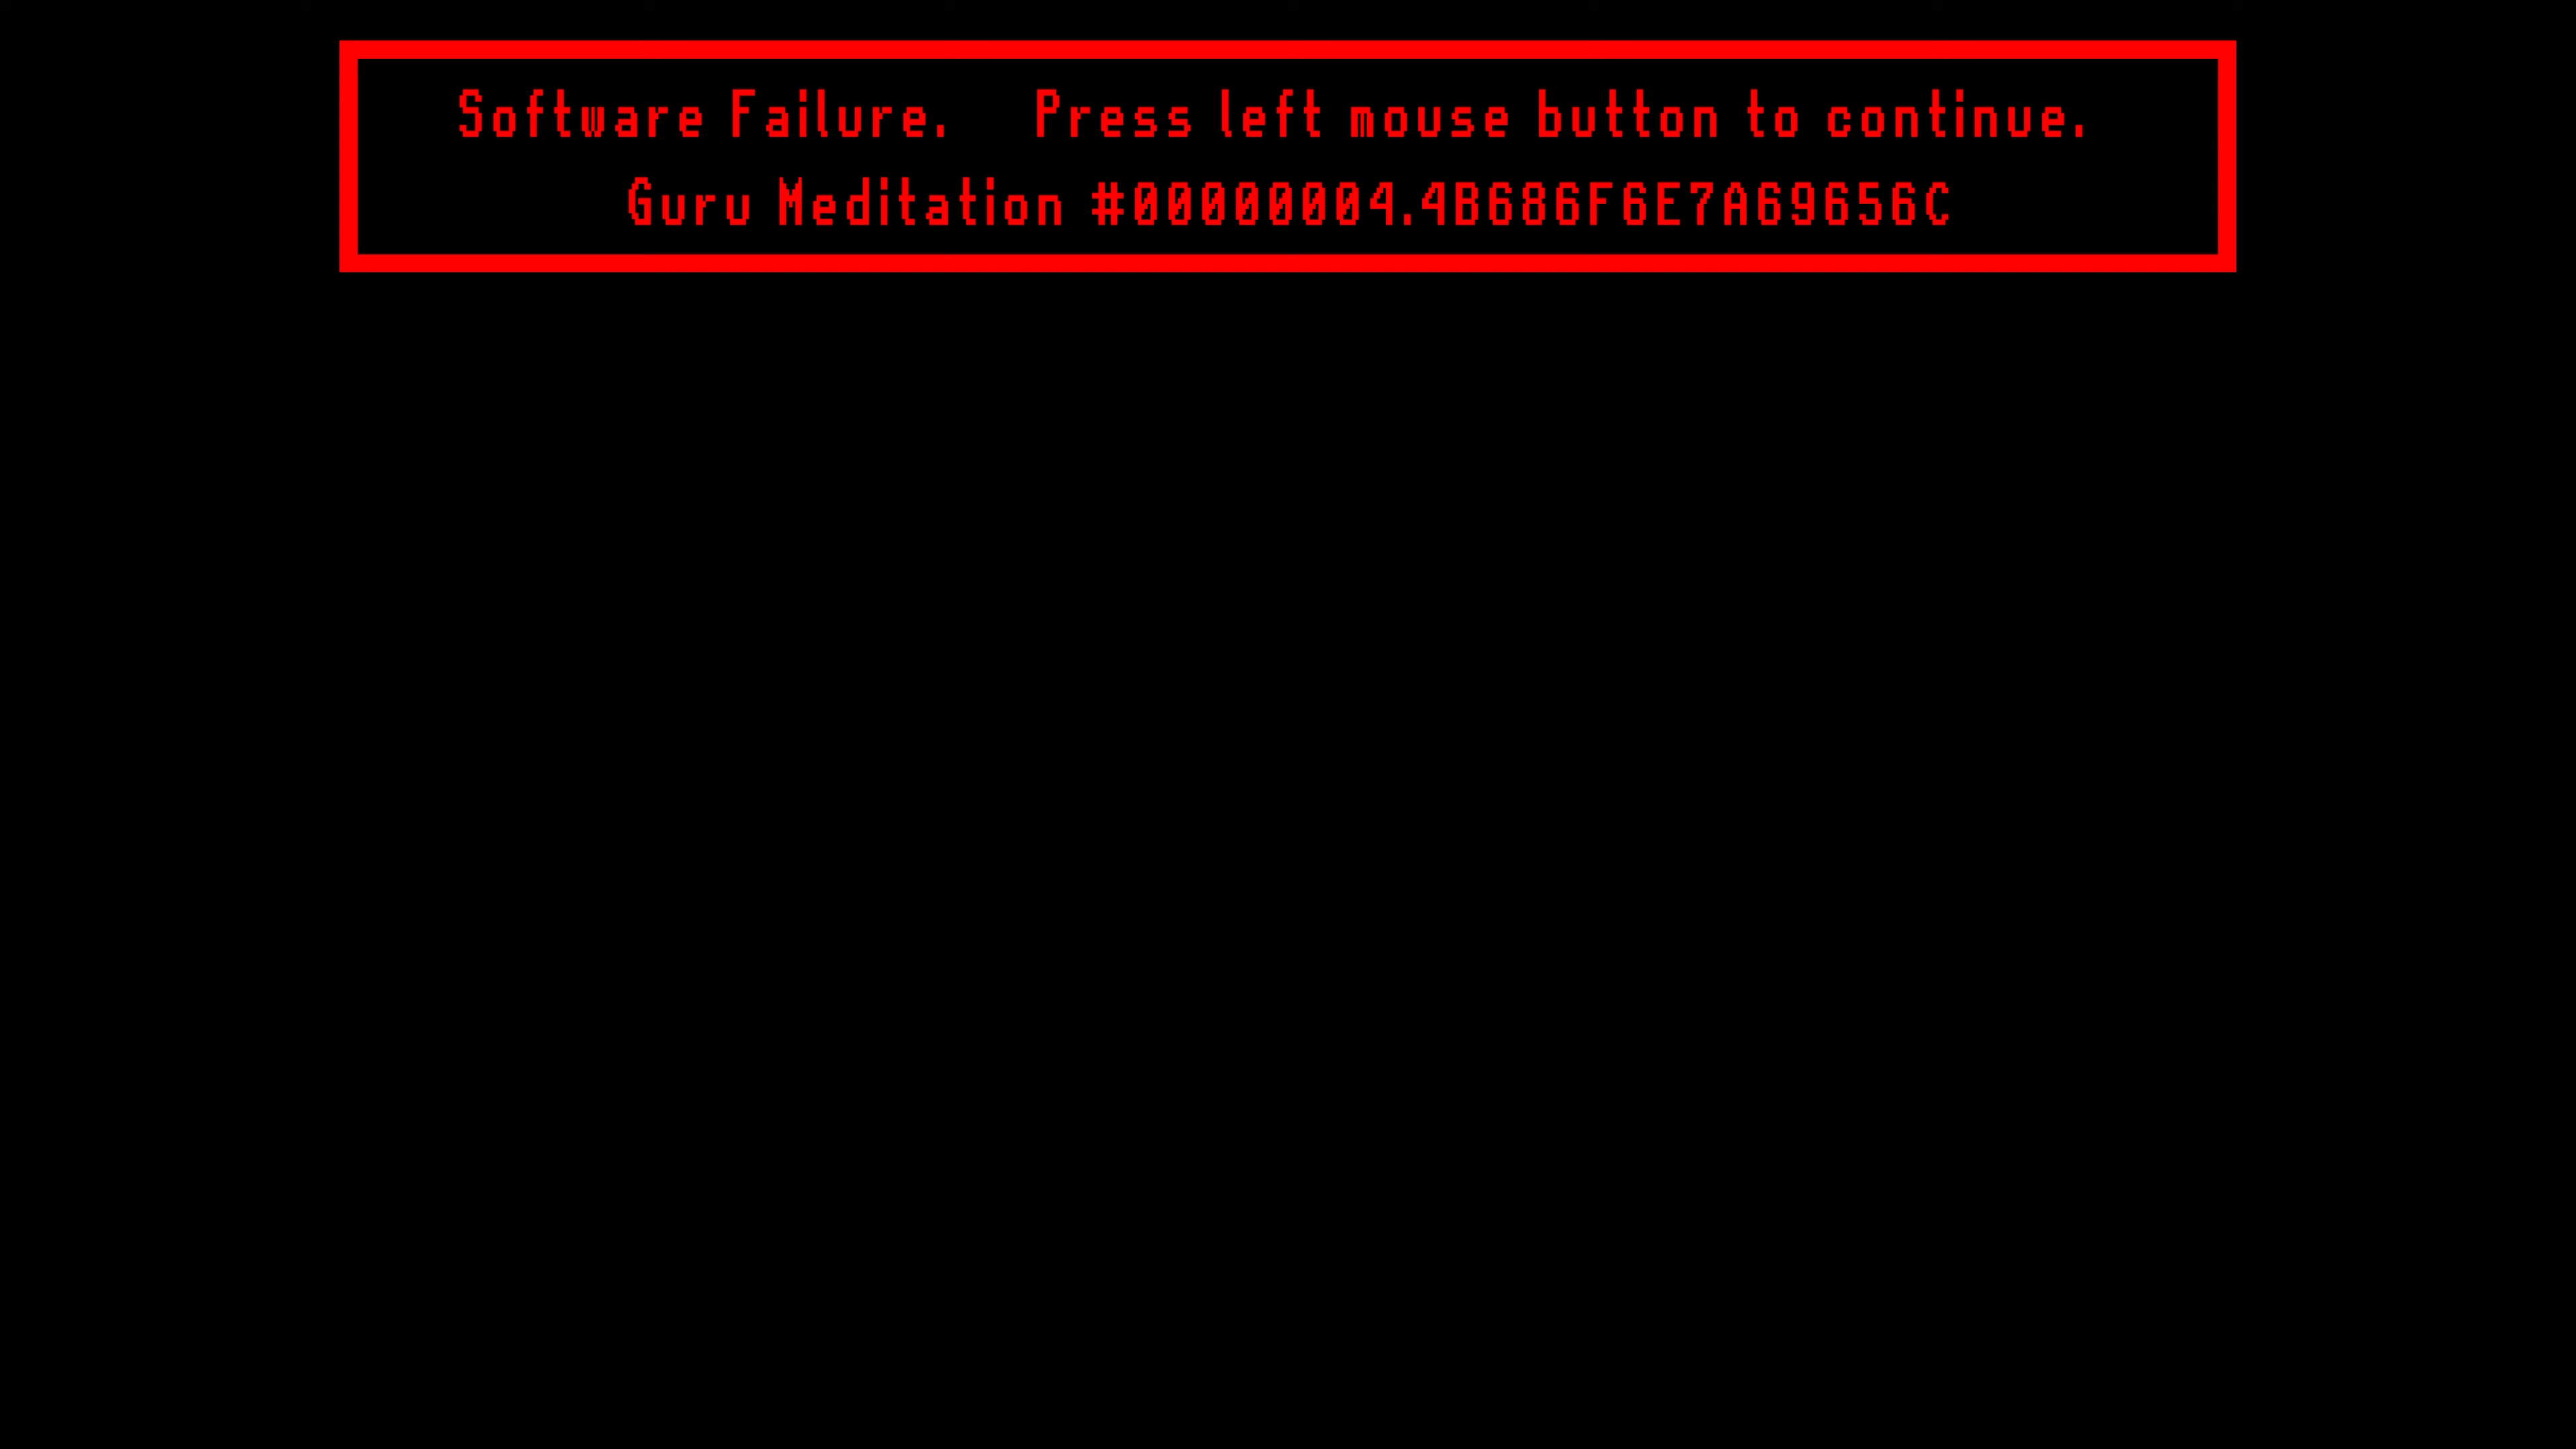 Software Failure.   Press left mouse button to continue.
Guru Meditation #00000004.4B686F6E7A69656C